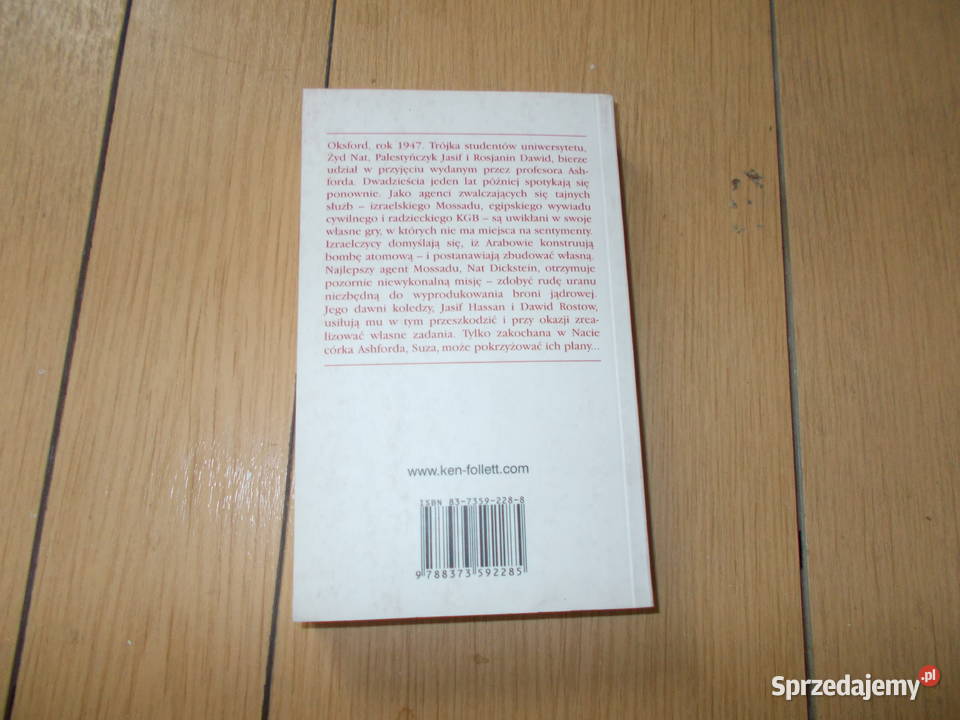 Oksford, rok 1947. Trójka studentów uniwersytetu,
Żyd Nat, Palestyńczyk Jasif i Rosjanin Dawid, bierze
udział w przyjęciu wydanym przez profesora Ash-
forda. Dwadzieścia jeden lat później spotykają się
ponownie. Jako agenci zwalczających się tajnych
służb – izraelskiego Mossadu, egipskiego wywiadu
cywilnego i radzieckiego KGB – są uwikłani w swoje
własne gry, w których nie ma miejsca na sentymenty.
Izraelczycy domyślają się, iż Arabowie konstruują
bombę atomową – i postanawiają zbudować własną.
Najlepszy agent Mossadu, Nat Dickstein, otrzymuje
pozornie niewykonalną misję – zdobyć rudę uranu
niezbędną do wyprodukowania broni jądrowej.
Jego dawni koledzy, Jasif Hassan i Dawid Rostow,
usiłują mu w tym przeszkodzić i przy okazji zrea-
lizować własne zadania. Tylko zakochana w Nacie
córka Ashforda, Suza, może pokrzyżować ich plany...
www.ken-follett.com
ISBN 83-7359-228-8
9 788373 592285
Sprzedajemy.pl